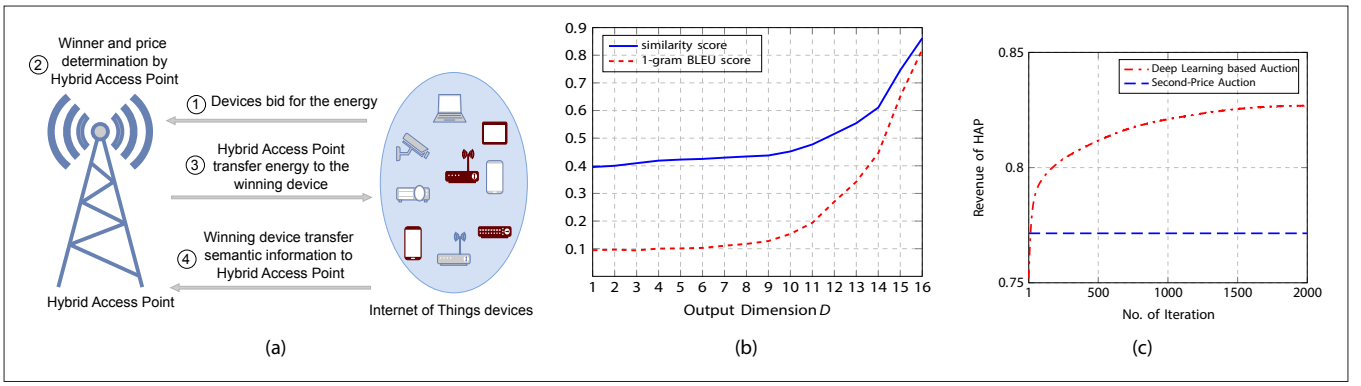 Winner and price
determination by
② Hybrid Access Point
① Devices bid for the energy
③ Hybrid Access Point
transfer energy to the
winning device
④ Winning device transfer
semantic information to
Hybrid Access Point
Hybrid Access Point
Internet of Things devices
(a)
0.9
0.8
0.7
0.6
0.5
0.4
0.3
0.2
0.1
similarity score
1-gram BLEU score
1 2 3 4 5 6 7 8 9 10 11 12 13 14 15 16
Output Dimension D
(b)
0.85
0.8
0.75
Revenue of HAP
Deep Learning based Auction
Second-Price Auction
1 500 1000 1500 2000
No. of Iteration
(c)